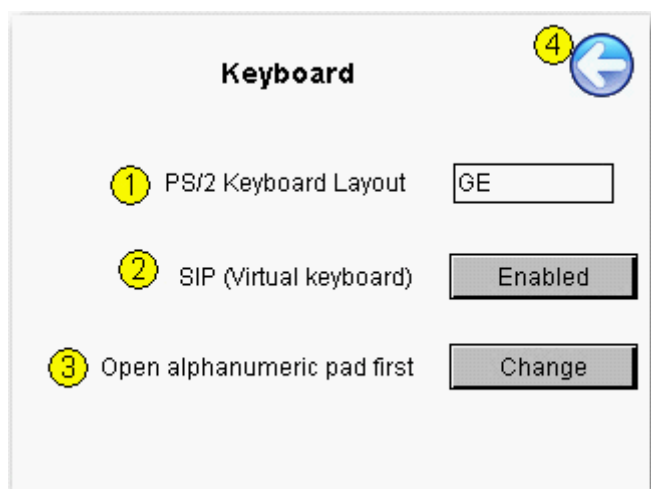 4
Keyboard
1 PS/2 Keyboard Layout GE
2 SIP (Virtual keyboard) Enabled
3 Open alphanumeric pad first Change